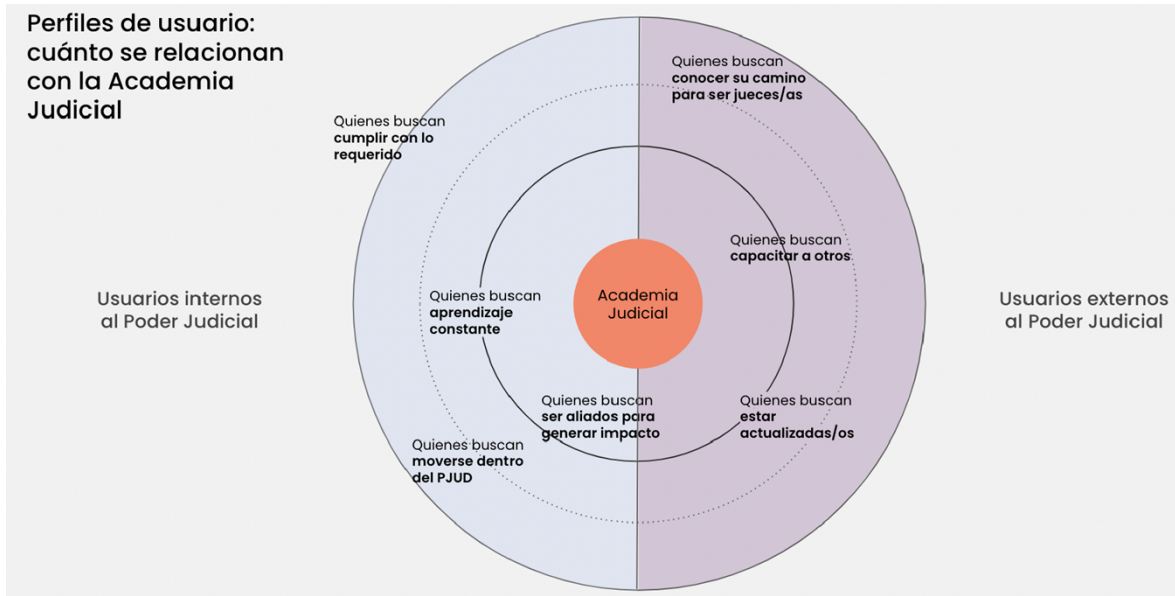 Perfiles de usuario:
cuánto se relacionan
con la Academia
Judicial
Quienes buscan
conocer su camino
para ser jueces/as
Quienes buscan
cumplir con lo
requerido
Quienes buscan
capacitar a otros
Usuarios internos
al Poder Judicial
Quienes buscan
aprendizaje
constante
Academia
Judicial
Usuarios externos
al Poder Judicial
Quienes buscan
ser aliados para
generar impacto
Quienes buscan
estar
actualizadas/os
Quienes buscan
moverse dentro
del PJUD